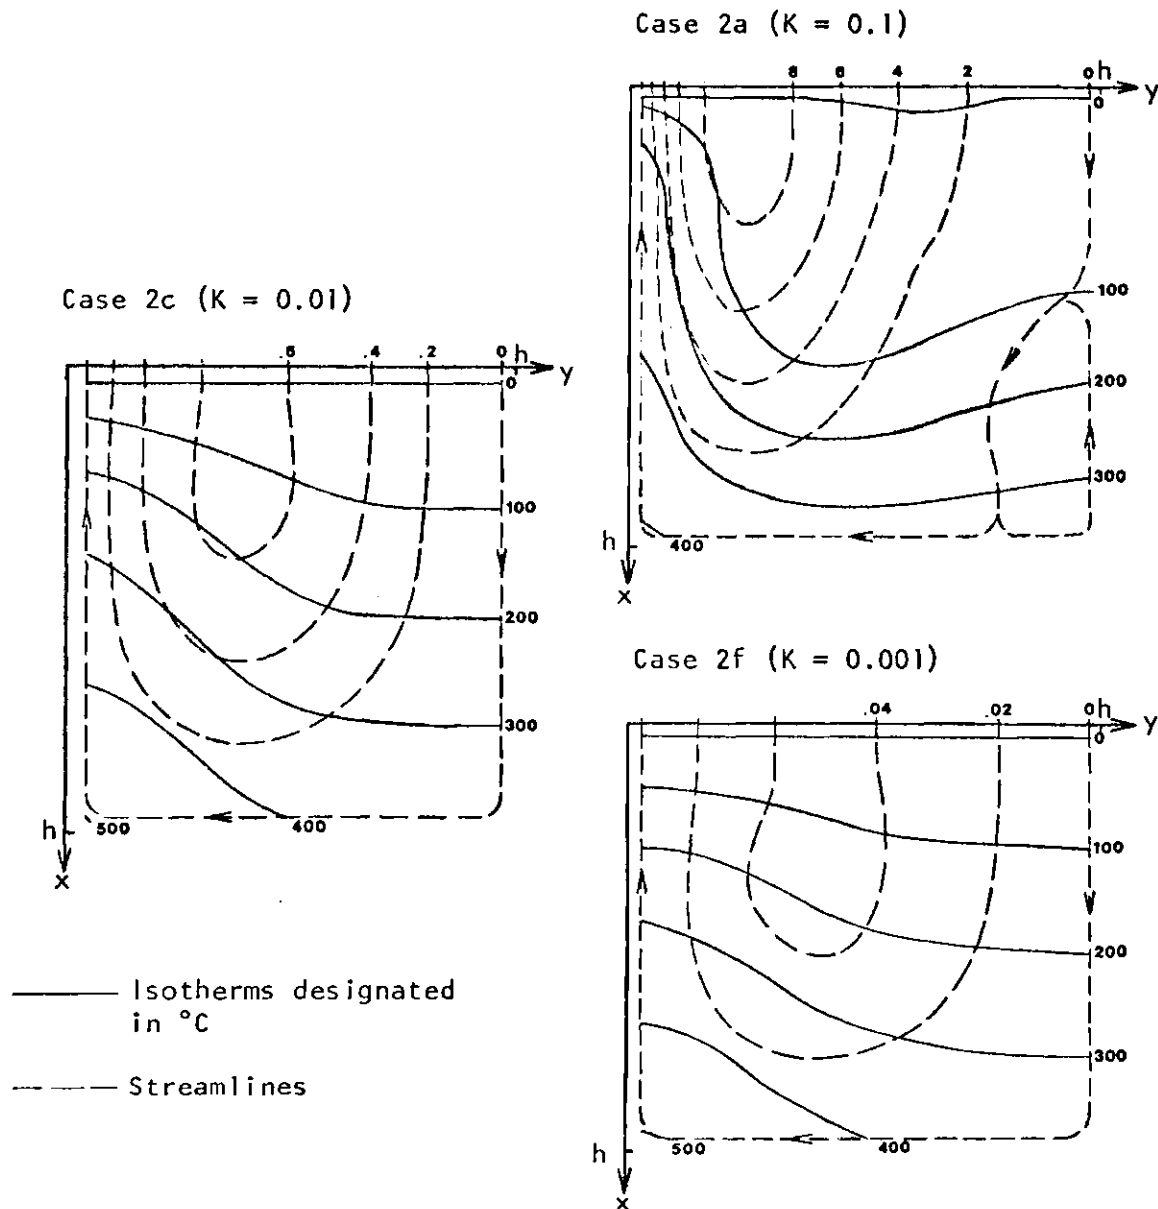 Case 2a (K = 0.1)
8 6 4 2 0 h
y
0
100
200
300
400
h
x
Case 2c (K = 0.01)
.6 .4 .2 0 h
y
0
100
200
300
500 400
h
x
Case 2f (K = 0.001)
.04 .02 0 h
y
0
100
200
300
500 400
h
x
Isotherms designated
in °C
Streamlines